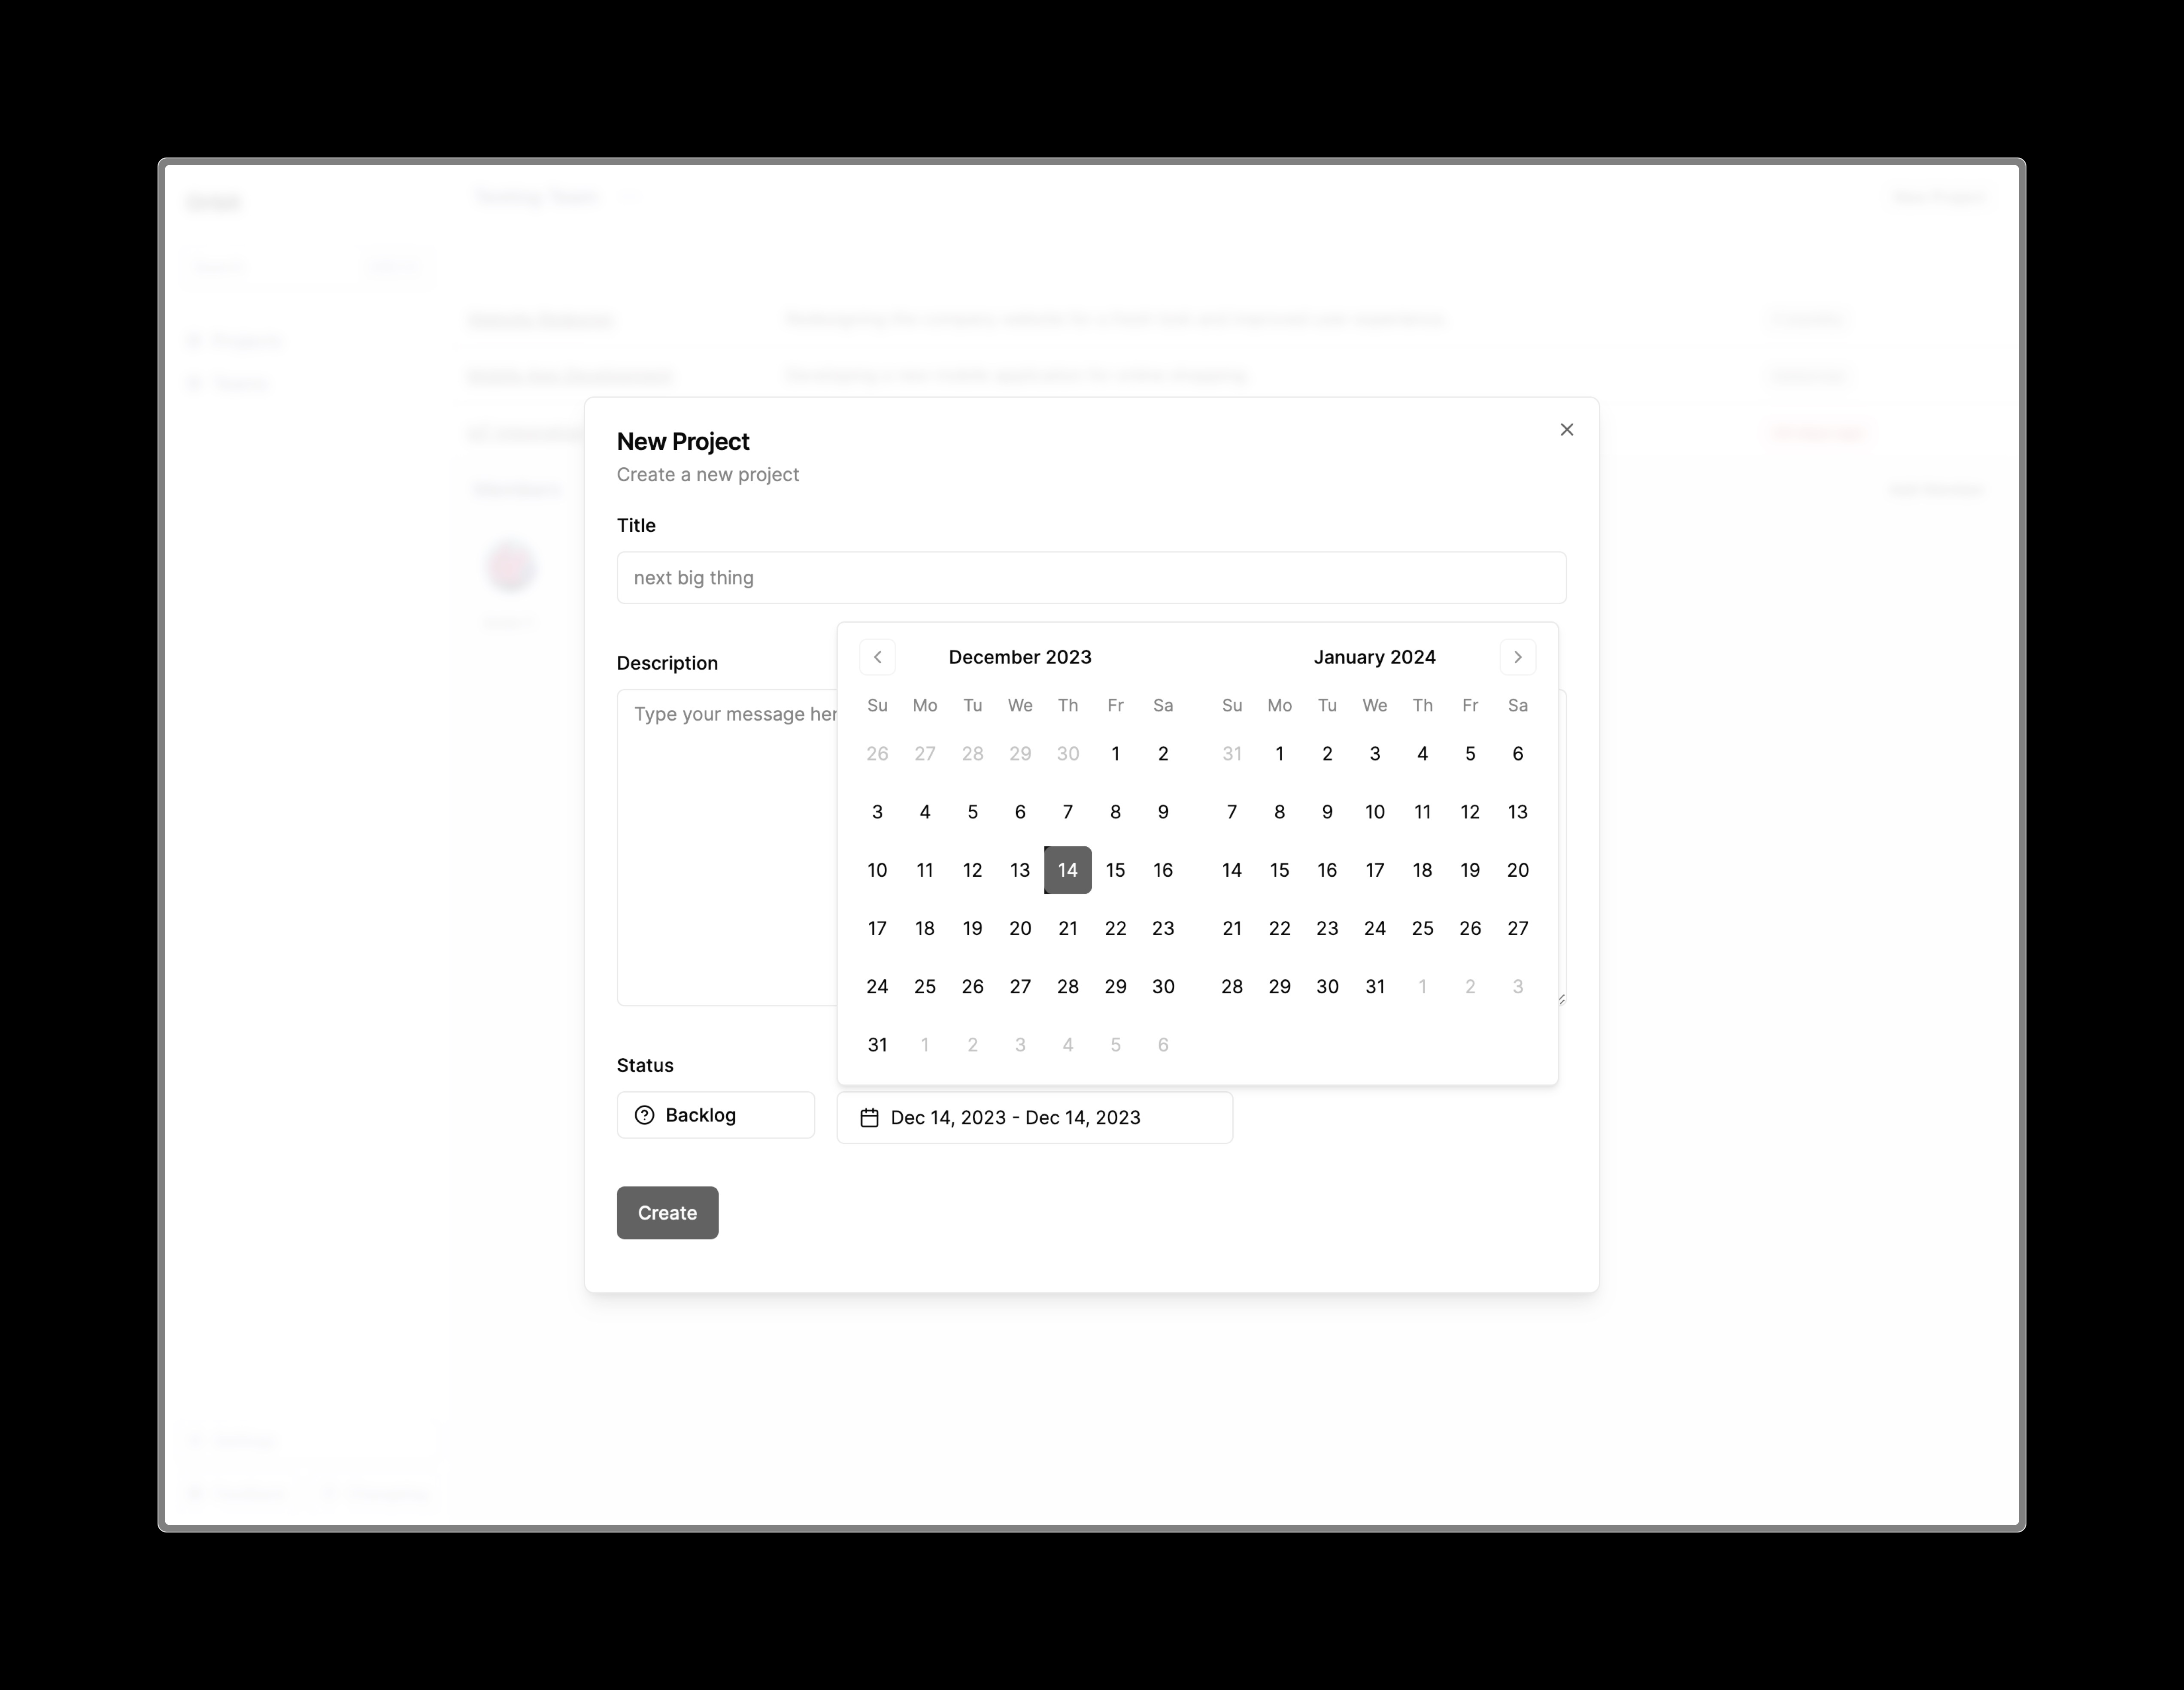 New Project
Create a new project
Title
next big thing
Description
Type your message her
December 2023
January 2024
Su Mo Tu We Th Fr Sa
Su Mo Tu We Th Fr Sa
26 27 28 29 30 1 2
31 1 2 3 4 5 6
3 4 5 6 7 8 9
7 8 9 10 11 12 13
10 11 12 13 14 15 16
14 15 16 17 18 19 20
17 18 19 20 21 22 23
21 22 23 24 25 26 27
24 25 26 27 28 29 30
28 29 30 31 1 2 3
31 1 2 3 4 5 6
Status
Backlog
Dec 14, 2023 - Dec 14, 2023
Create